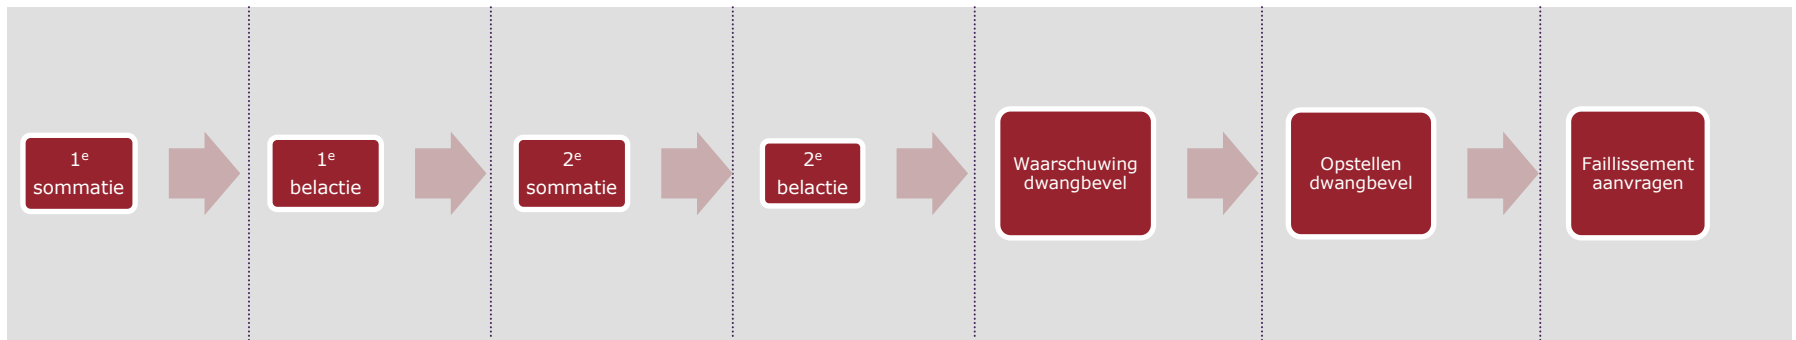 1e
sommatie
1e
belactie
2e
sommatie
2e
belactie
Waarschuwing
dwangbevel
Opstellen
dwangbevel
Faillissement
aanvragen